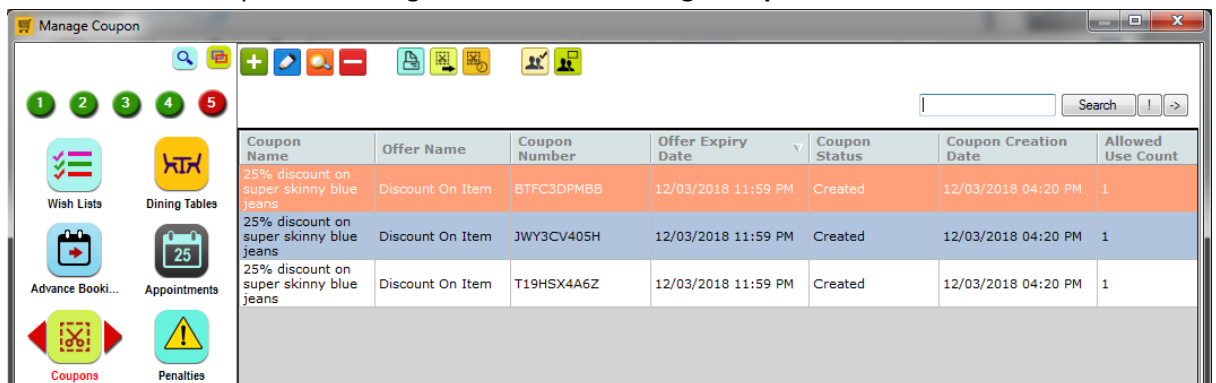 Manage Coupon
1 2 3 4 5
Search ! ->
Coupon Name Offer Name Coupon Number Offer Expiry Date Coupon Status Coupon Creation Date Allowed Use Count
25% discount on super skinny blue jeans Discount On Item BTFC3DPMBB 12/03/2018 11:59 PM Created 12/03/2018 04:20 PM 1
25% discount on super skinny blue jeans Discount On Item JWY3CV405H 12/03/2018 11:59 PM Created 12/03/2018 04:20 PM 1
25% discount on super skinny blue jeans Discount On Item T19HSX4A6Z 12/03/2018 11:59 PM Created 12/03/2018 04:20 PM 1
Wish Lists Dining Tables
25
Advance Booki... Appointments
Coupons Penalties